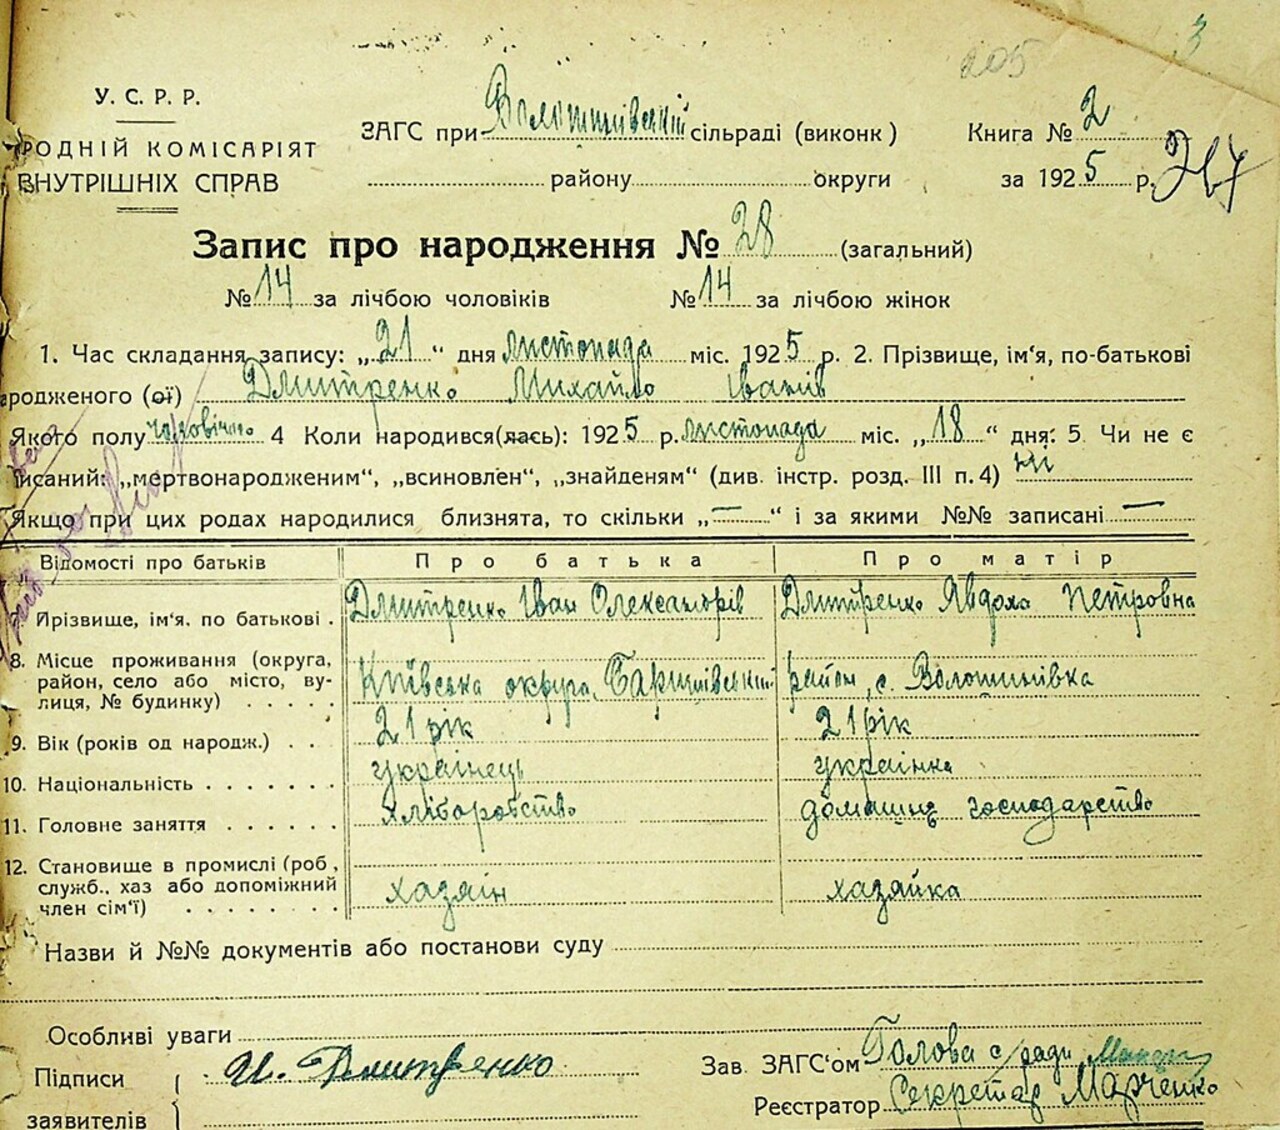 3
205
У. С. Р. Р.
РОДНІЙ КОМІСАРІЯТ
ВНУТРІШНІХ СПРАВ
ЗАГС при Волошинівській сільраді (виконк)
району округи
Книга № 2
за 1925 р.
267
Запис про народження № 28 (загальний)
№ 14 за лічбою чоловіків № 14 за лічбою жінок
1. Час складання запису: „21“ дня листопада міс. 1925 р. 2. Прізвище, ім'я, по-батькові
ародженого (ої) Дмитренко Михайло Іванів
Якого полу чоловічого 4 Коли народився(лась): 1925 р. листопада міс. „18“ дня: 5. Чи не є
писаний: „мертвонародженим“, „всиновлен“, „знайденям“ (див. інстр. розд. III п. 4) ні
Якщо при цих родах народилися близнята, то скільки „—“ і за якими №№ записані —
Відомості про батьків Про батька Про матір
Прізвище, ім'я. по батькові . Дмитренко Іван Олександрів Дмитренко Явдоха Петровна
8. Місце проживання (округа, район, село або місто, вулиця, № будинку) . . . . . Київська округа, Баришівський район, с. Волошинівка
9. Вік (років од народж.) . . . 21 рік 21 рік
10. Національність . . . . . . . українець українка
11. Головне заняття . . . . . . хліборобство домашнє господарство
12. Становище в промислі (роб, служб., хаз або допоміжний член сім'ї) . . . . . . . хазяін хазяйка
Назви й №№ документів або постанови суду
Особливі уваги
Підписи
заявителів
И. Дмитренко
Зав. ЗАГС'ом Голова с/ради
Реєстратор Секретар Марченко